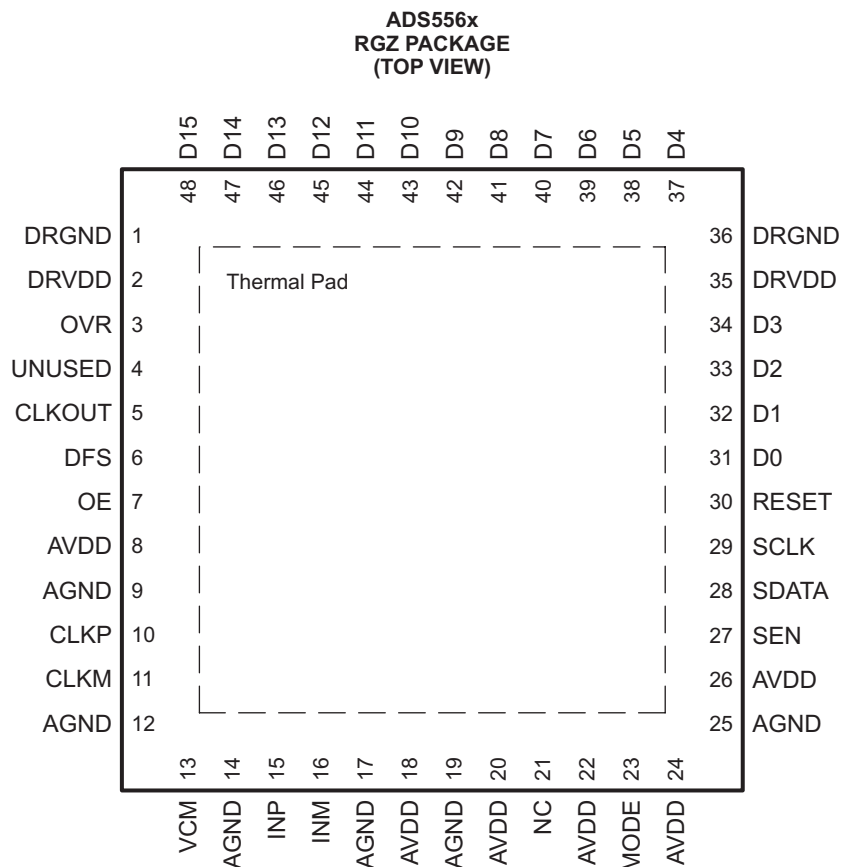 ADS556x
RGZ PACKAGE
(TOP VIEW)
D15 D14 D13 D12 D11 D10 D9 D8 D7 D6 D5 D4
48 47 46 45 44 43 42 41 40 39 38 37
DRGND 1 36 DRGND
DRVDD 2 Thermal Pad 35 DRVDD
OVR 3 34 D3
UNUSED 4 33 D2
CLKOUT 5 32 D1
DFS 6 31 D0
OE 7 30 RESET
AVDD 8 29 SCLK
AGND 9 28 SDATA
CLKP 10 27 SEN
CLKM 11 26 AVDD
AGND 12 25 AGND
13 14 15 16 17 18 19 20 21 22 23 24
VCM AGND INP INM AGND AVDD AGND AVDD NC AVDD MODE AVDD